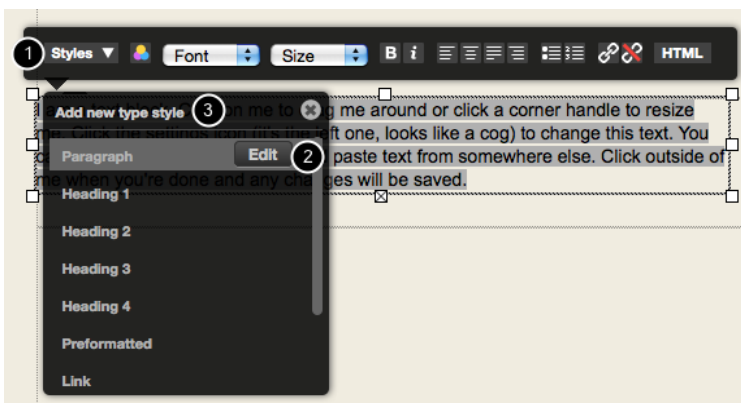 1 Styles ▼ Font Size B i HTML
Add new type style 3
me around or click a corner handle to resize
me. Click the settings icon (it's the left one, looks like a cog) to change this text. You
Paragraph Edit 2 paste text from somewhere else. Click outside of
me when you're done and any changes will be saved.
Heading 1
Heading 2
Heading 3
Heading 4
Preformatted
Link